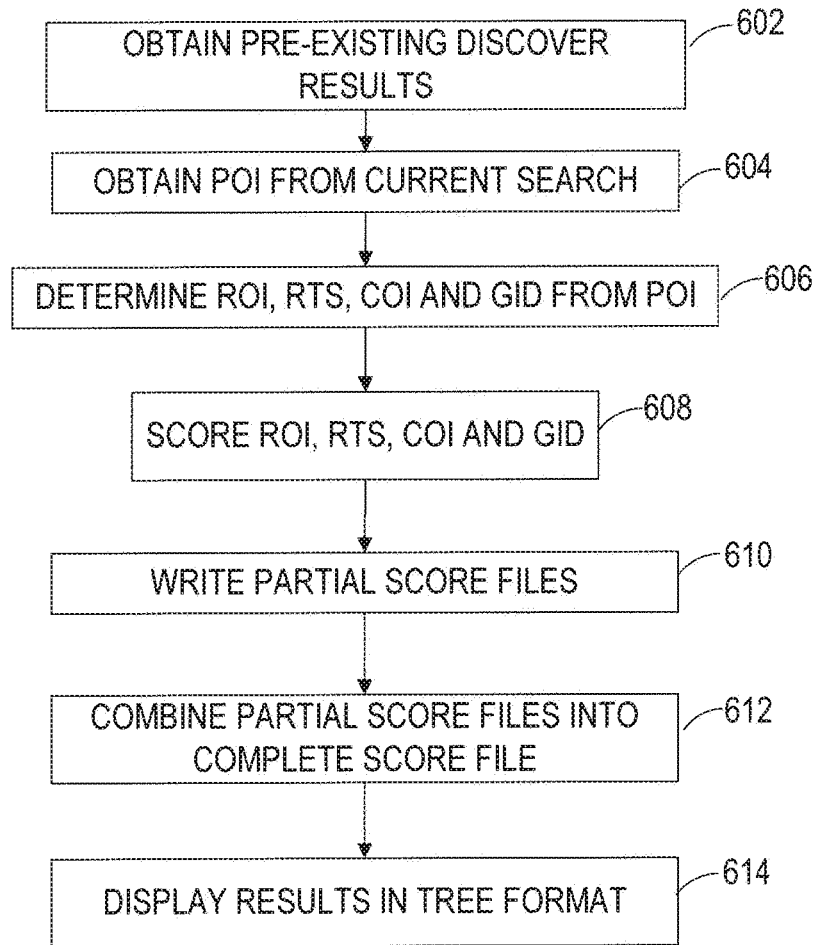 OBTAIN PRE-EXISTING DISCOVER
RESULTS
602
OBTAIN POI FROM CURRENT SEARCH
604
DETERMINE ROI, RTS, COI AND GID FROM POI
606
SCORE ROI, RTS, COI AND GID
608
WRITE PARTIAL SCORE FILES
610
COMBINE PARTIAL SCORE FILES INTO
COMPLETE SCORE FILE
612
DISPLAY RESULTS IN TREE FORMAT
614